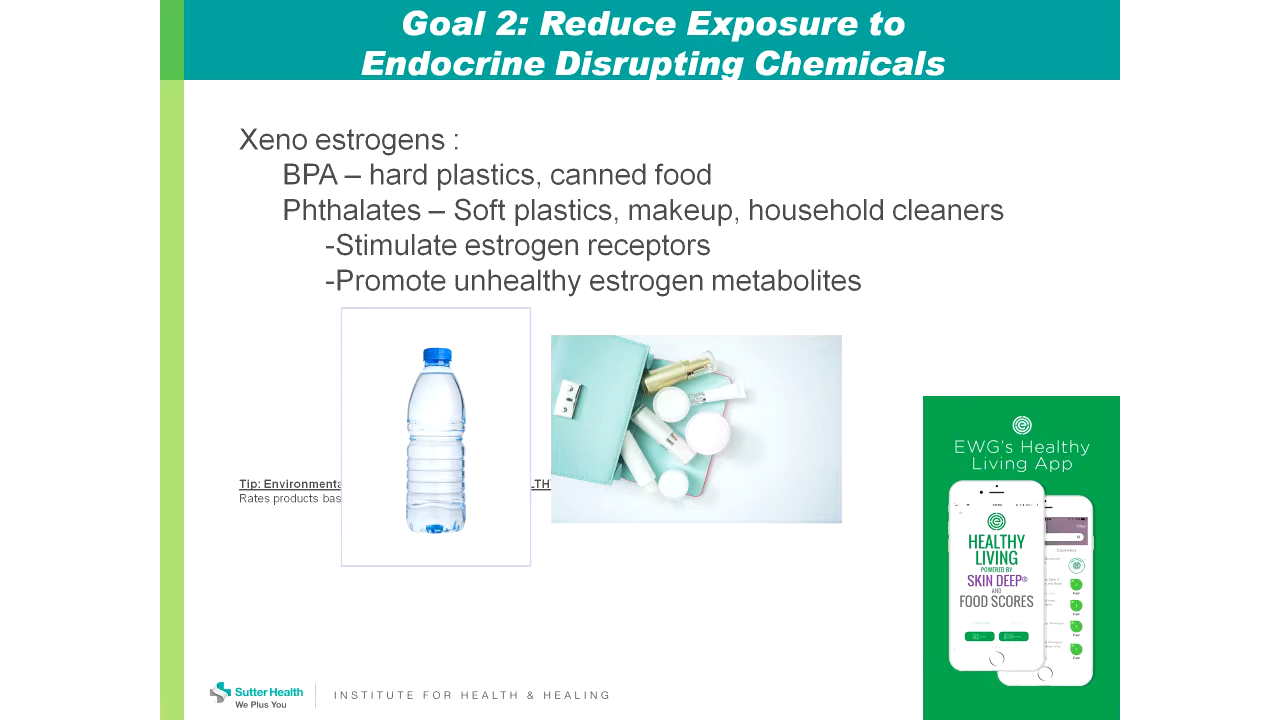 Goal 2: Reduce Exposure to
Endocrine Disrupting Chemicals
Xeno estrogens :
BPA – hard plastics, canned food
Phthalates – Soft plastics, makeup, household cleaners
-Stimulate estrogen receptors
-Promote unhealthy estrogen metabolites
Tip: Environmenta LTH
Rates products bas
EWG's Healthy
Living App
HEALTHY
LIVING
POWERED BY
SKIN DEEP®
AND
FOOD SCORES
Cosmetics
Sutter Health
We Plus You
INSTITUTE FOR HEALTH & HEALING